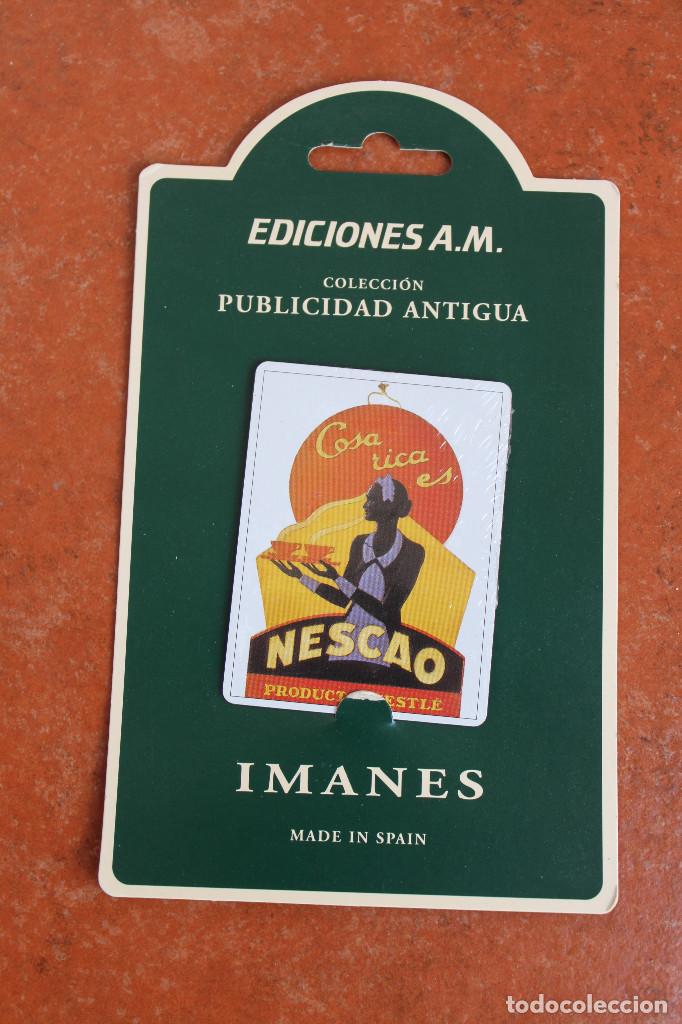 EDICIONES A.M.
COLECCIÓN
PUBLICIDAD ANTIGUA
Cosa
rica
es
NESCAO
IMANES
MADE IN SPAIN
todocoleccion